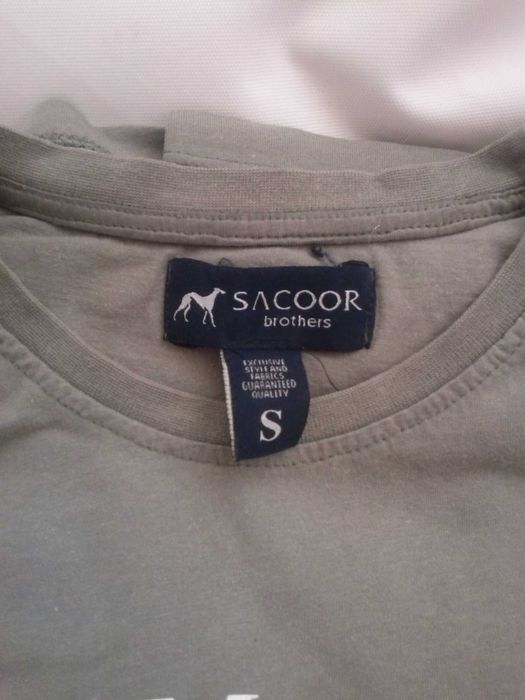 SACOOR
brothers
EXCLUSIVE
STYLE AND
FABRICS
GUARANTEED
QUALITY
S